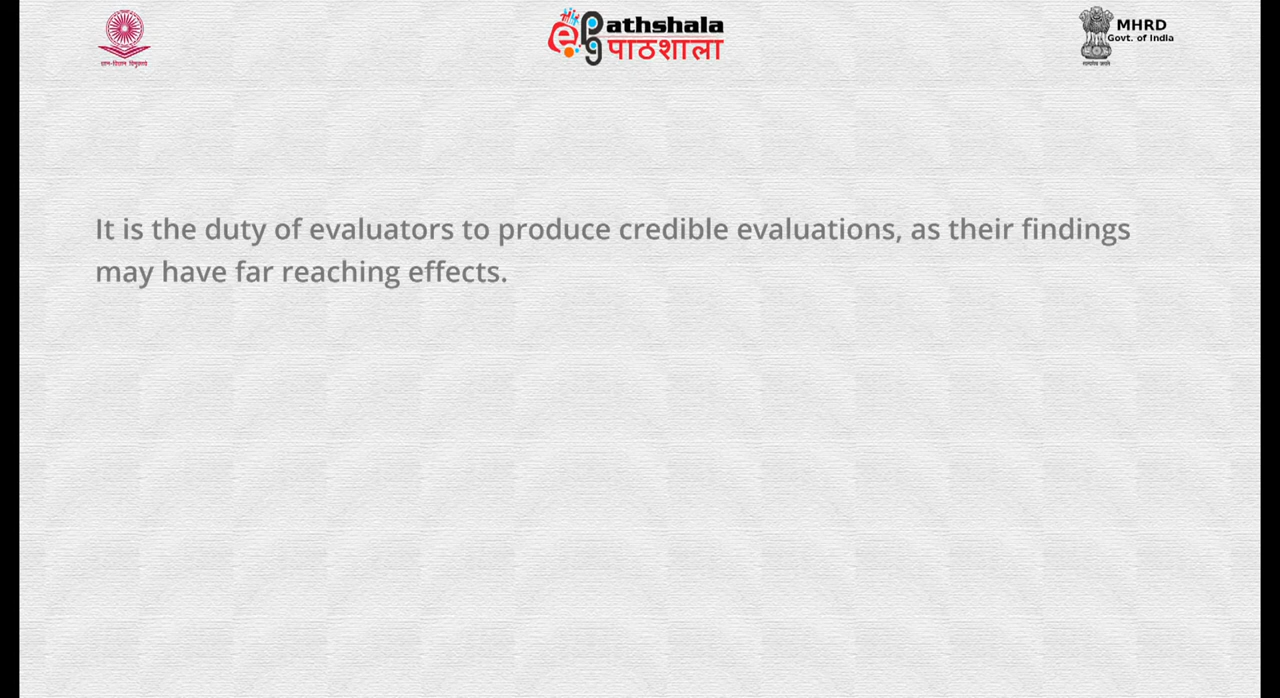 ePathshala
पाठशाला
MHRD
Govt. of India
It is the duty of evaluators to produce credible evaluations, as their findings
may have far reaching effects.